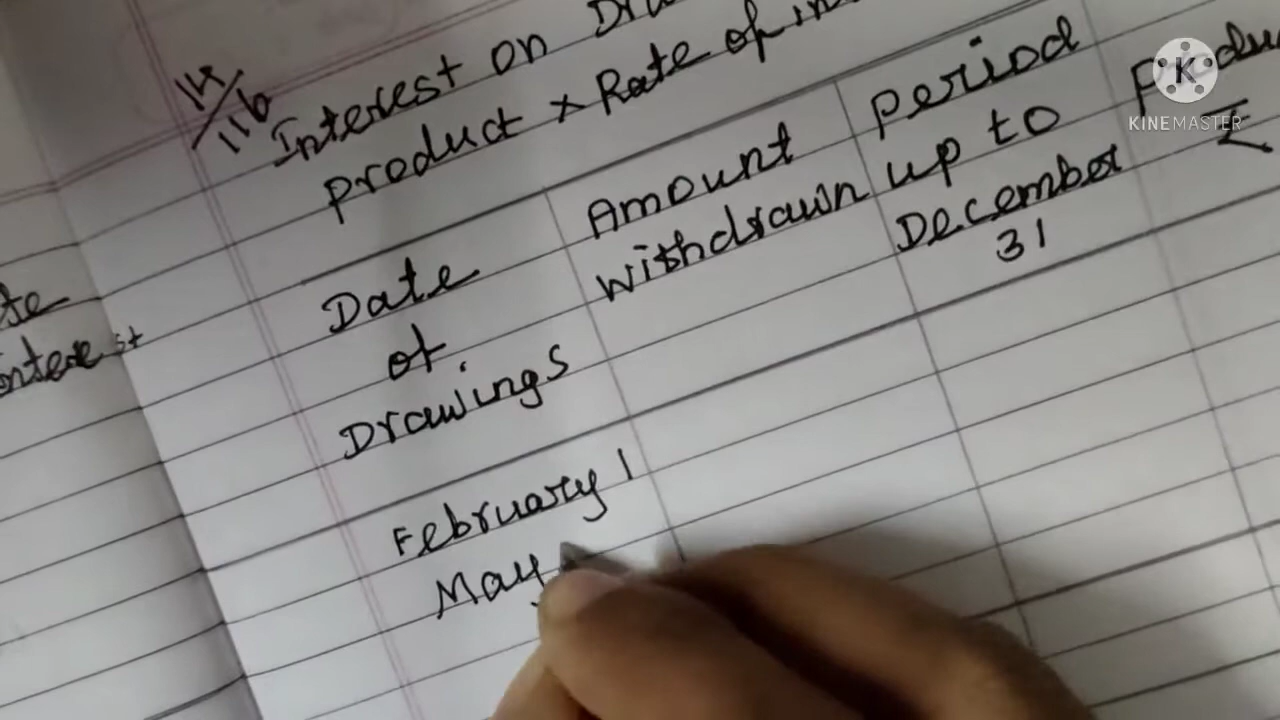 14/116
Interest on
product × Rate of
Date of Drawings
Amount withdrawn
period up to December 31
₹
February 1
May
K
KINEMASTER